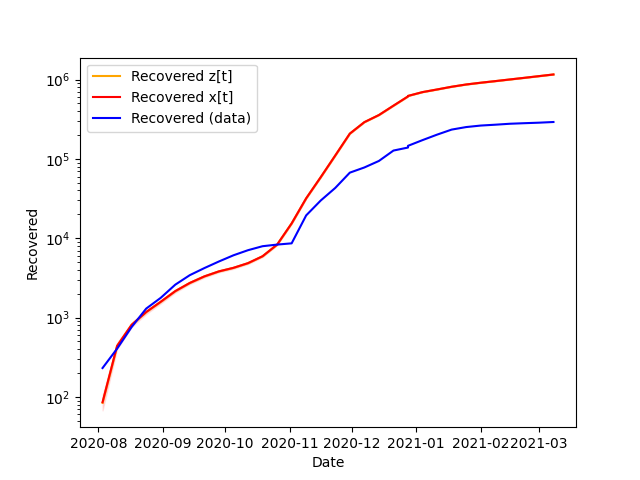 Recovered z[t]
Recovered x[t]
Recovered (data)
10^6
10^5
10^4
10^3
10^2
Recovered
2020-08 2020-09 2020-10 2020-11 2020-12 2021-01 2021-02 2021-03
Date